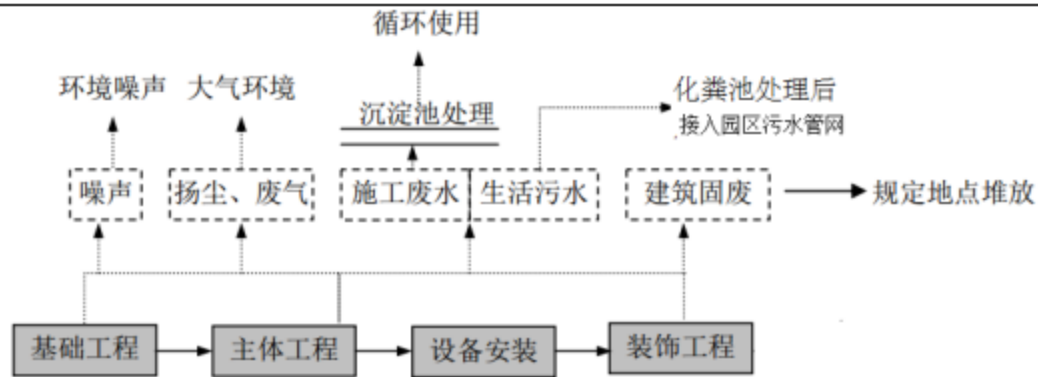 循环使用
环境噪声 大气环境
沉淀池处理
化粪池处理后
接入园区污水管网
噪声 扬尘、废气 施工废水 生活污水 建筑固废 规定地点堆放
基础工程 主体工程 设备安装 装饰工程